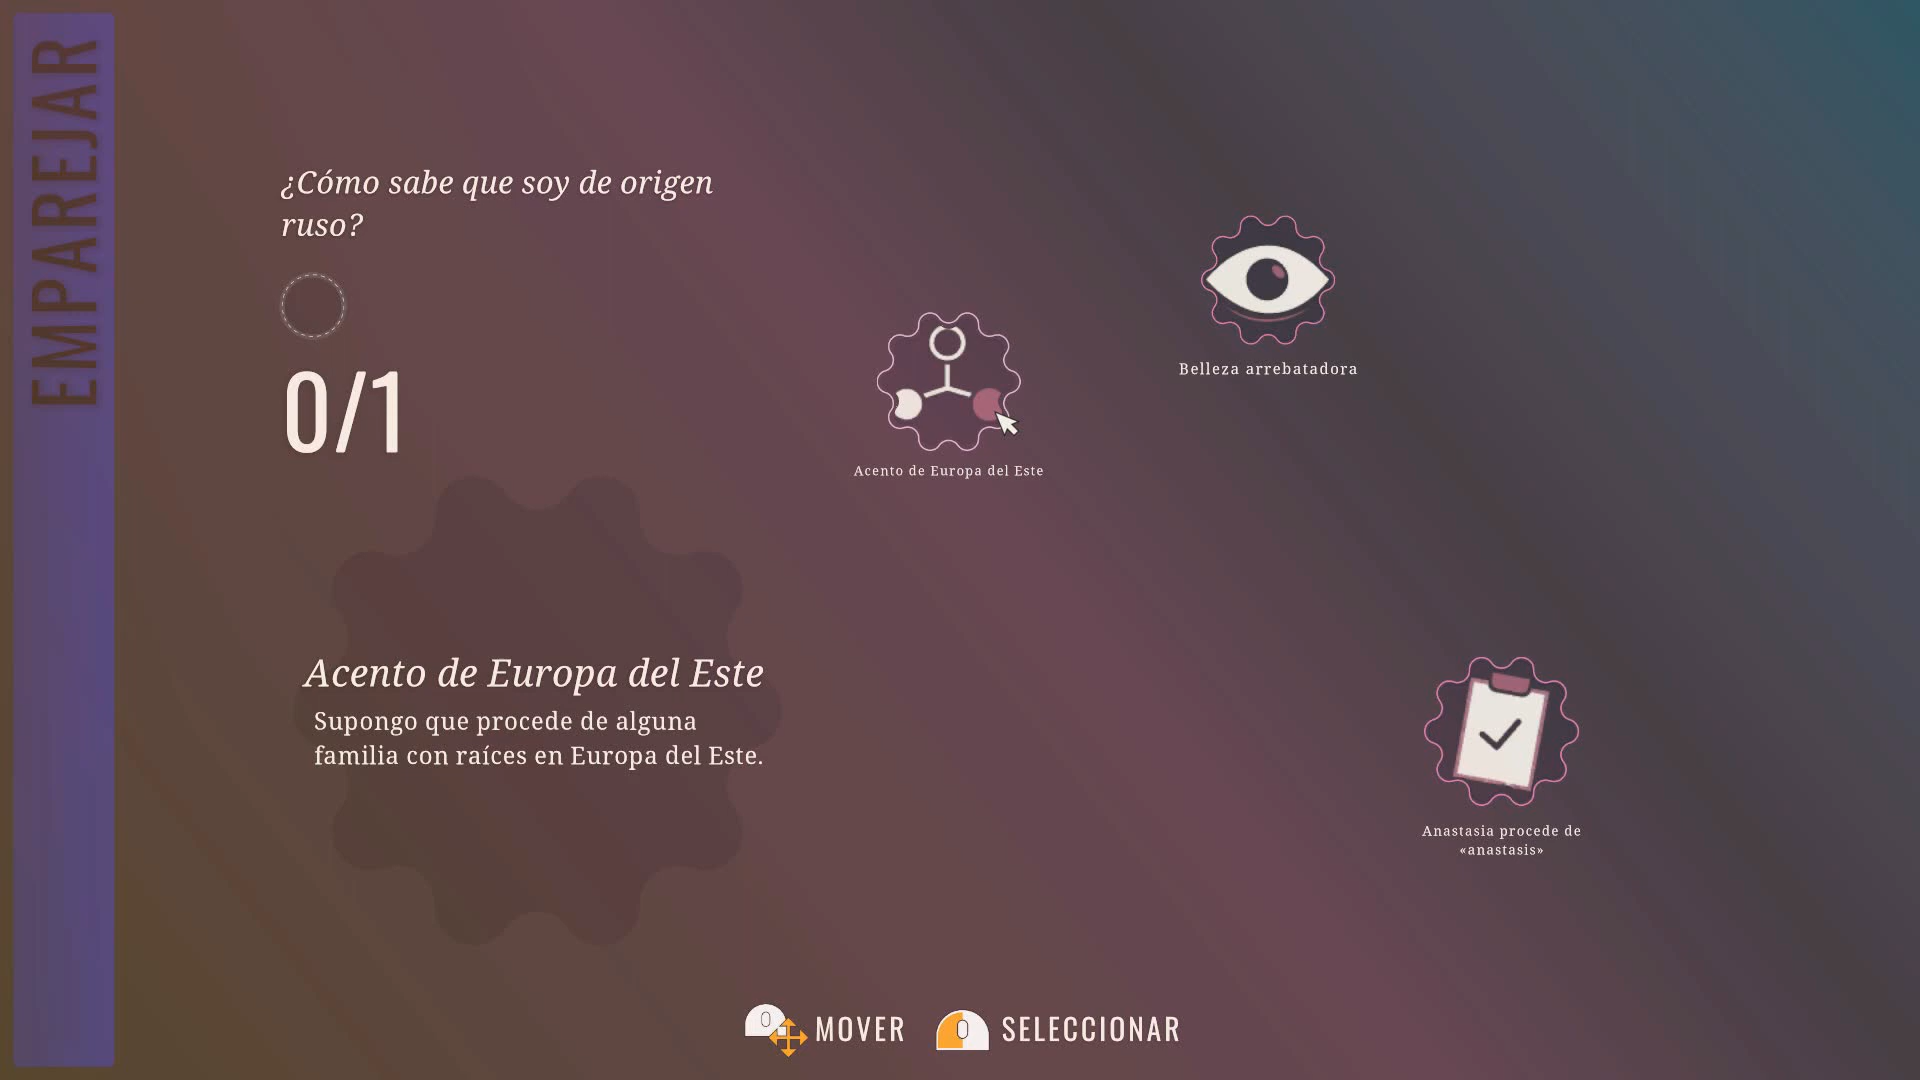 EMPAREJAR
¿Cómo sabe que soy de origen
ruso?
0/1
Belleza arrebatadora
Acento de Europa del Este
Acento de Europa del Este
Supongo que procede de alguna
familia con raíces en Europa del Este.
Anastasia procede de
«anastasis»
MOVER
SELECCIONAR